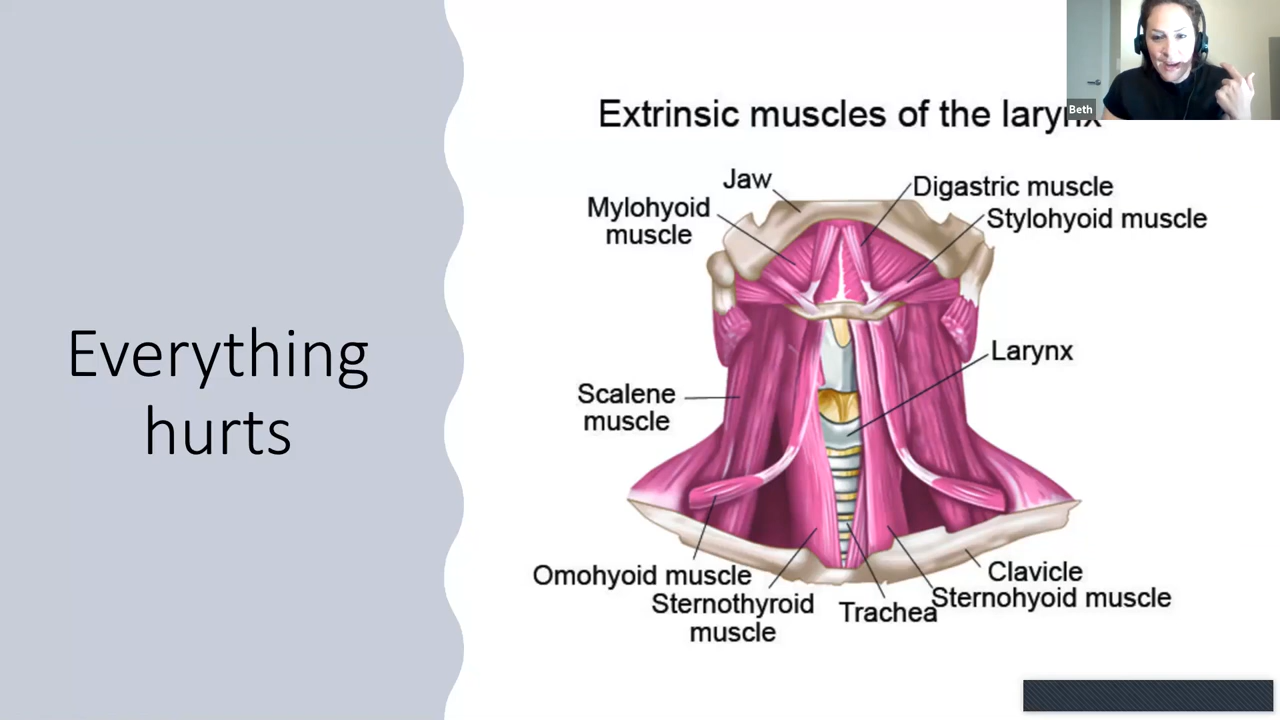 Everything
hurts
Extrinsic muscles of the larynx
Beth
Jaw
Mylohyoid
muscle
Digastric muscle
Stylohyoid muscle
Larynx
Scalene
muscle
Omohyoid muscle
Sternothyroid
muscle
Trachea
Clavicle
Sternohyoid muscle